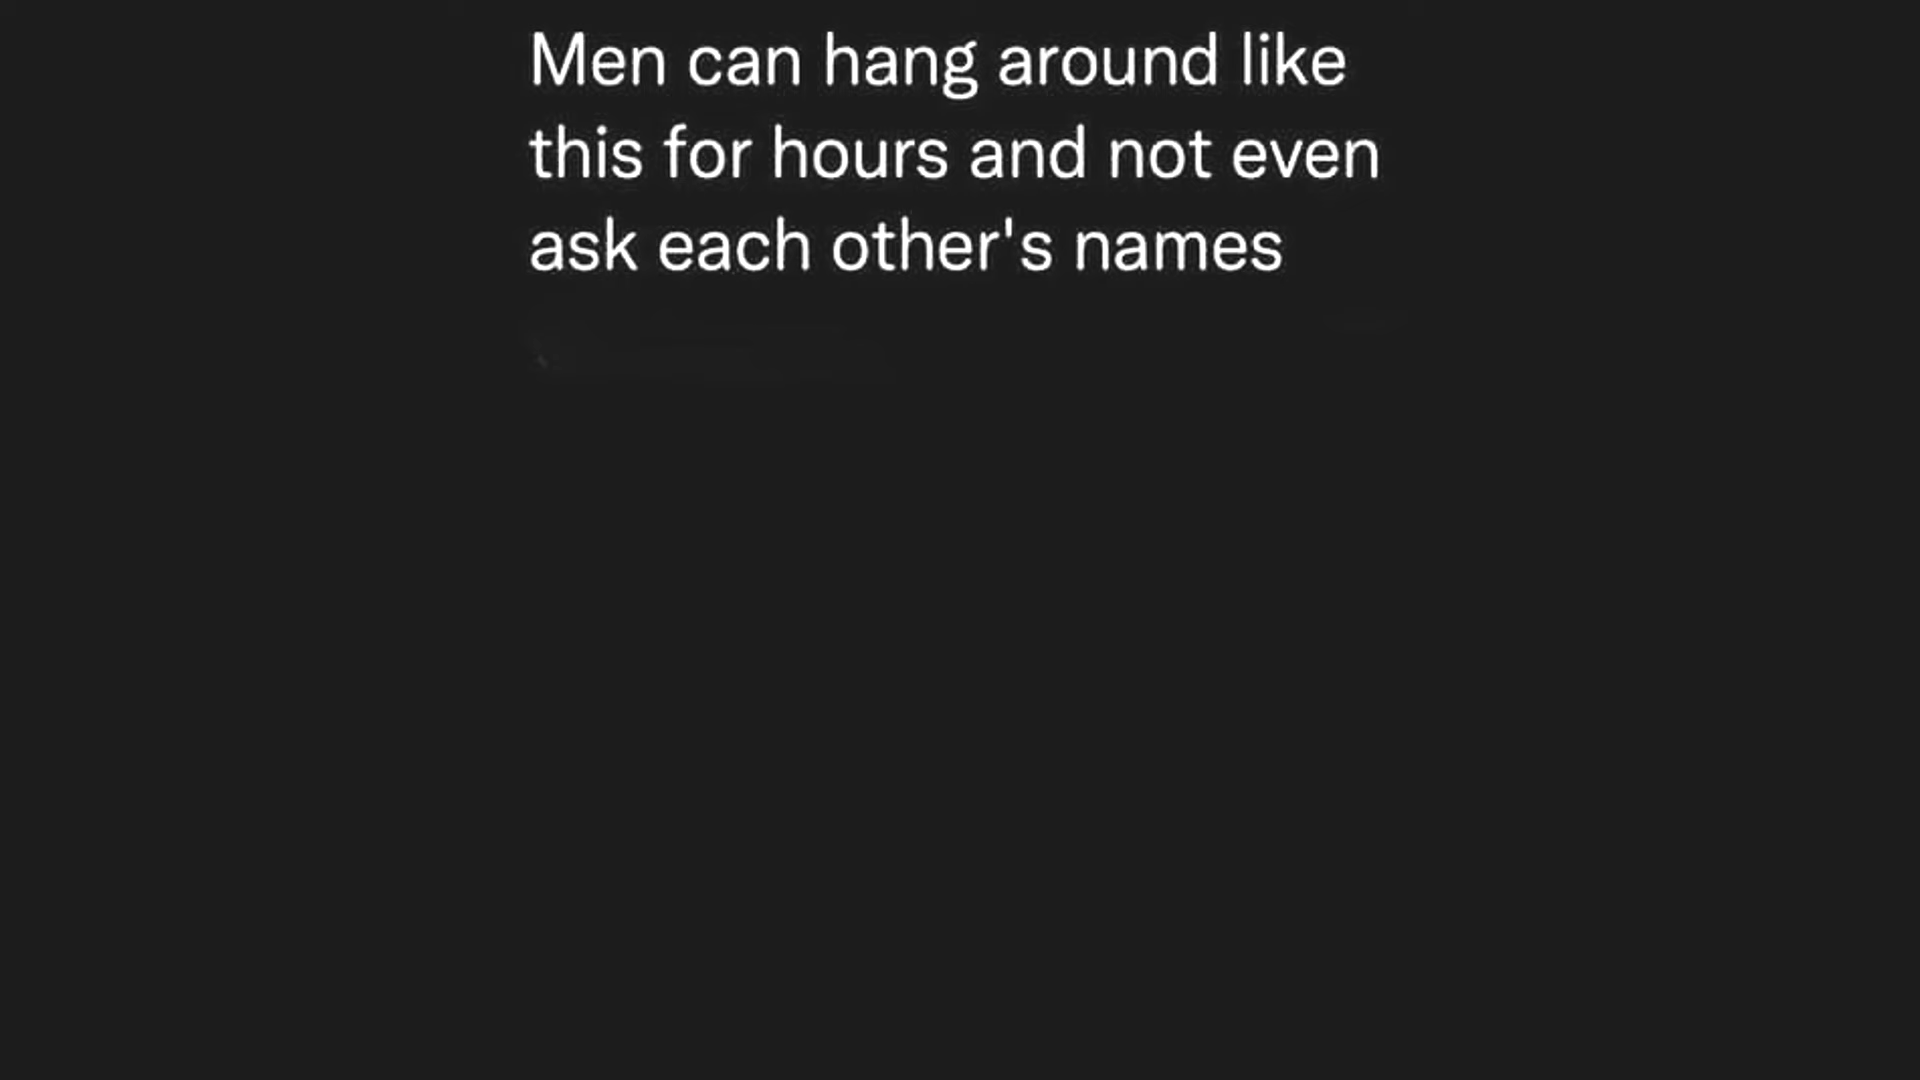 Men can hang around like
this for hours and not even
ask each other's names